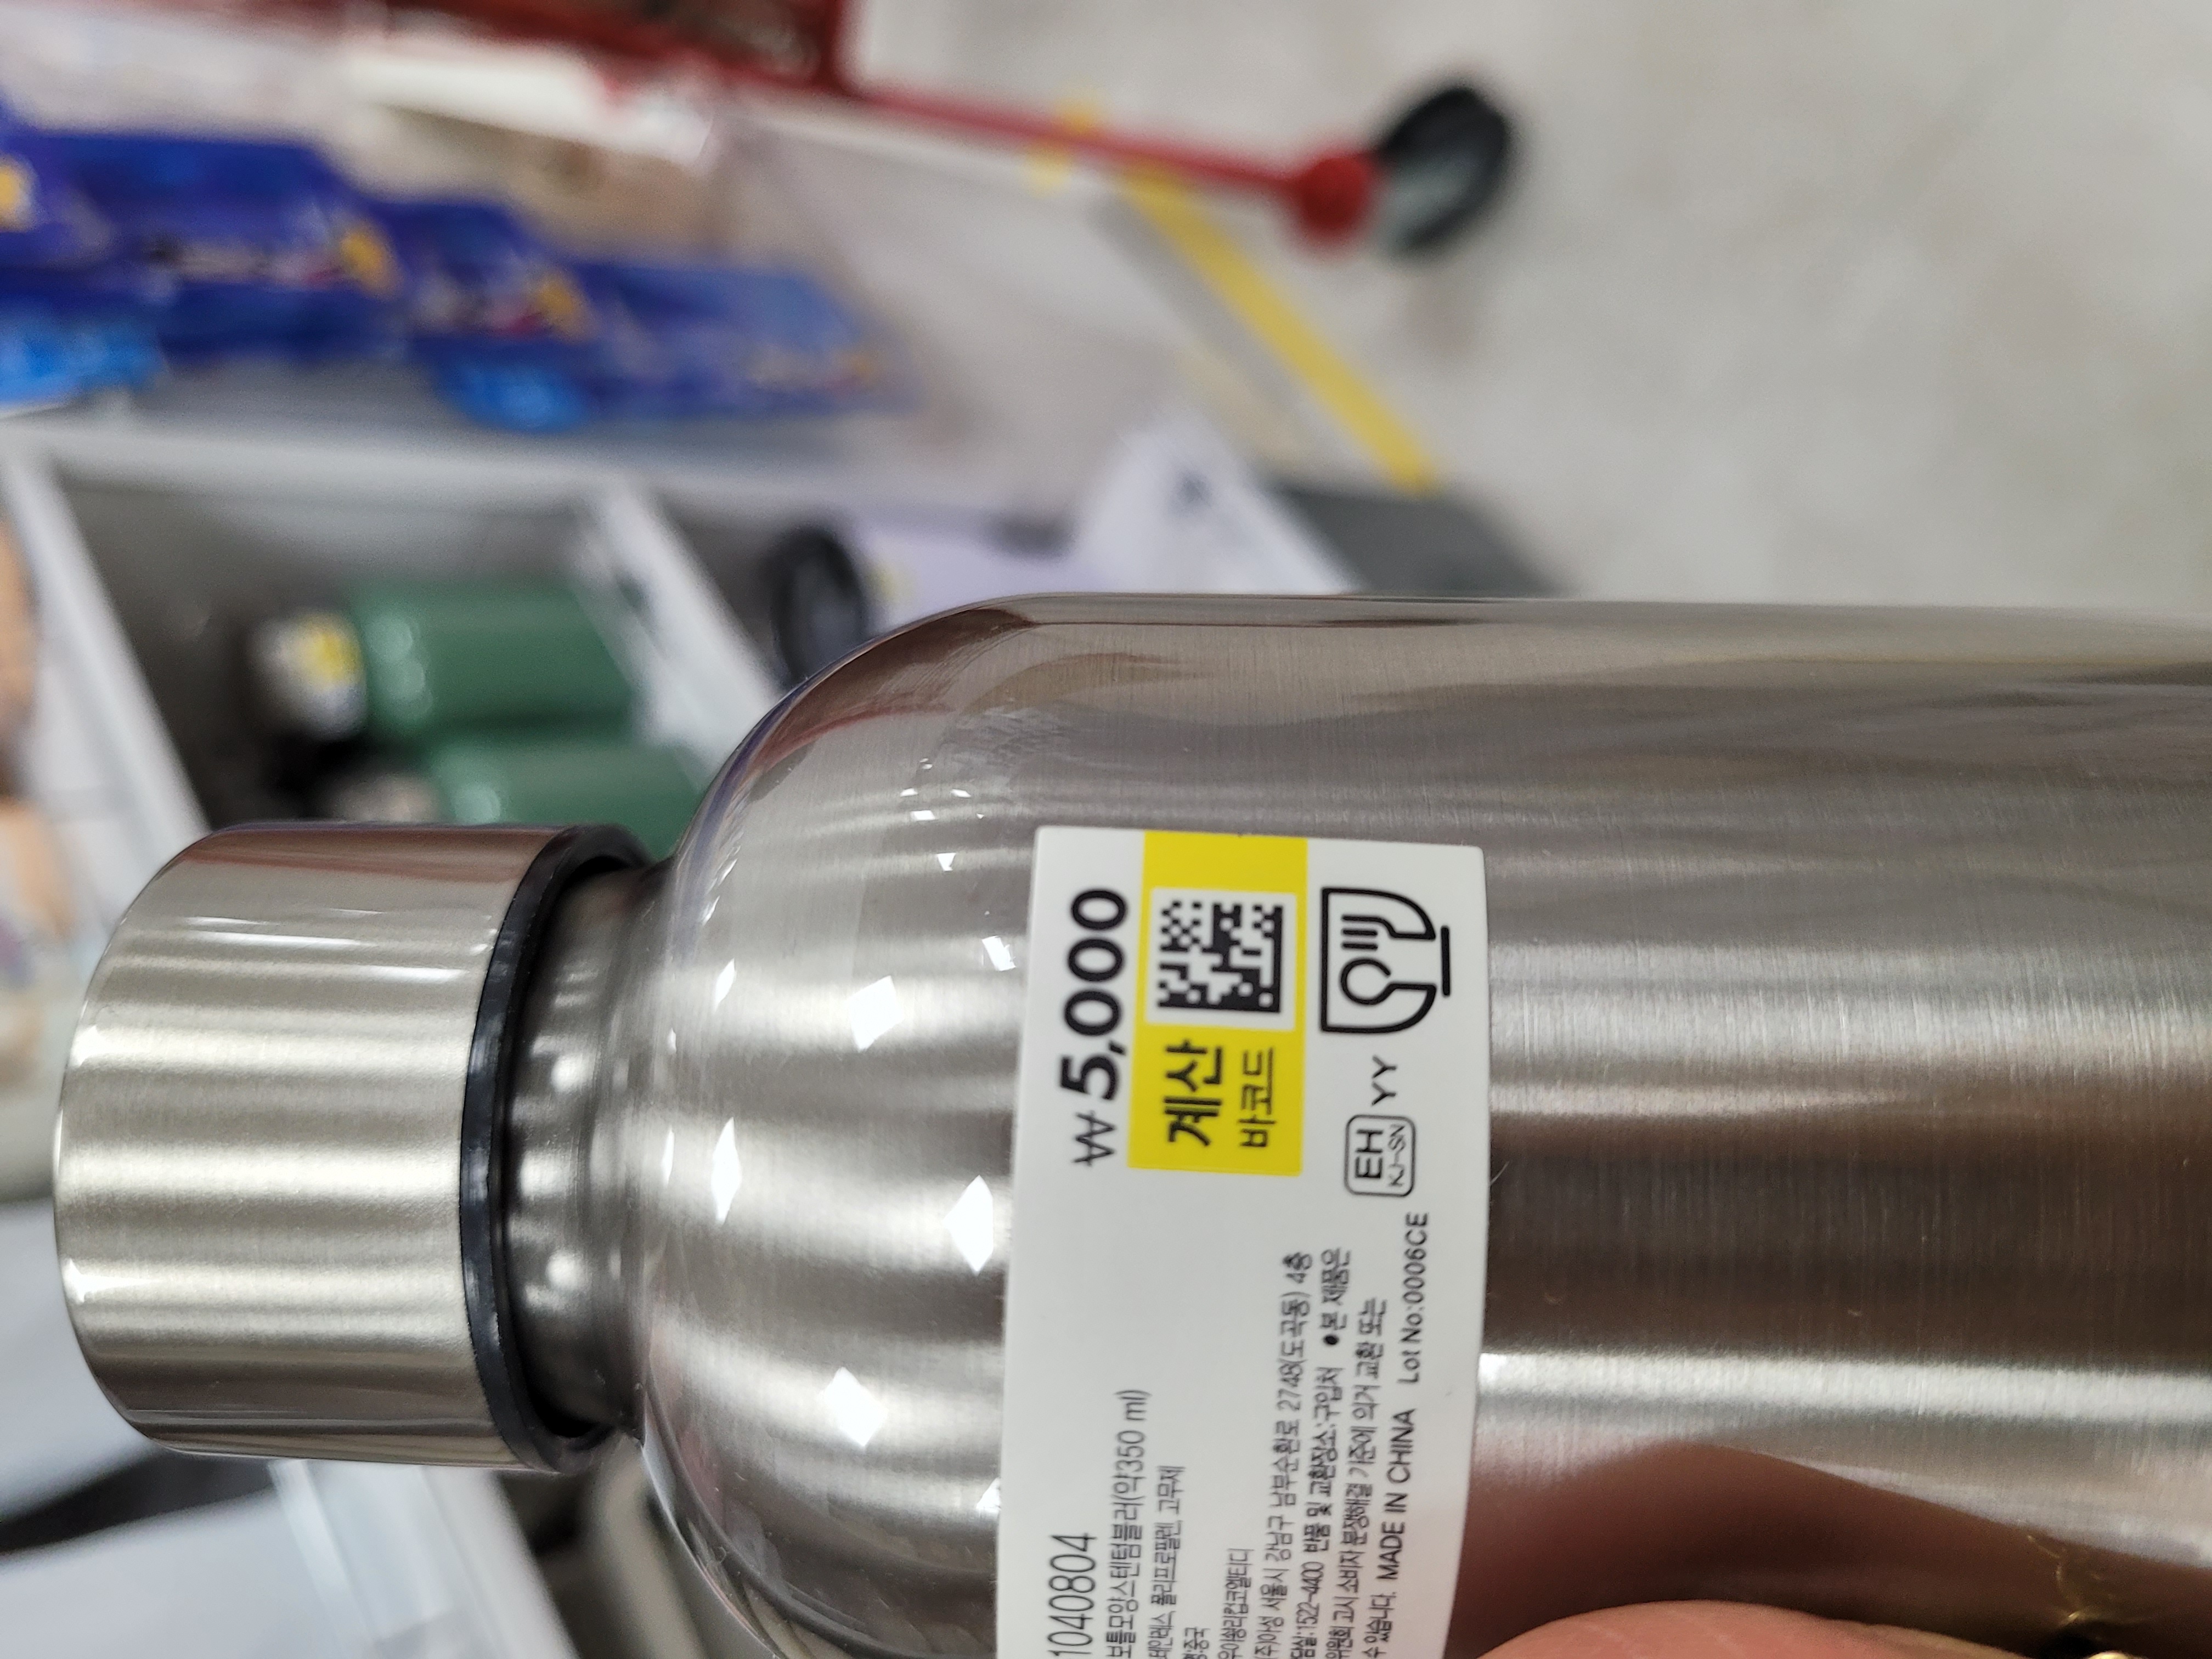 ₩5,000
계산
바코드
EH
KJ-SN
YY
1040804
보틀모양스텐텀블러(약350 ml)
폴리프로필렌, 고무제
중국
(주)아성 서울시 강남구 남부순환로 2748(도곡동) 4층
1522-4400 반품 및 교환장소:구입처 ●본 제품은
고시 소비자분쟁해결 기준에 의거 교환 또는
수 있습니다. MADE IN CHINA Lot No:0006CE